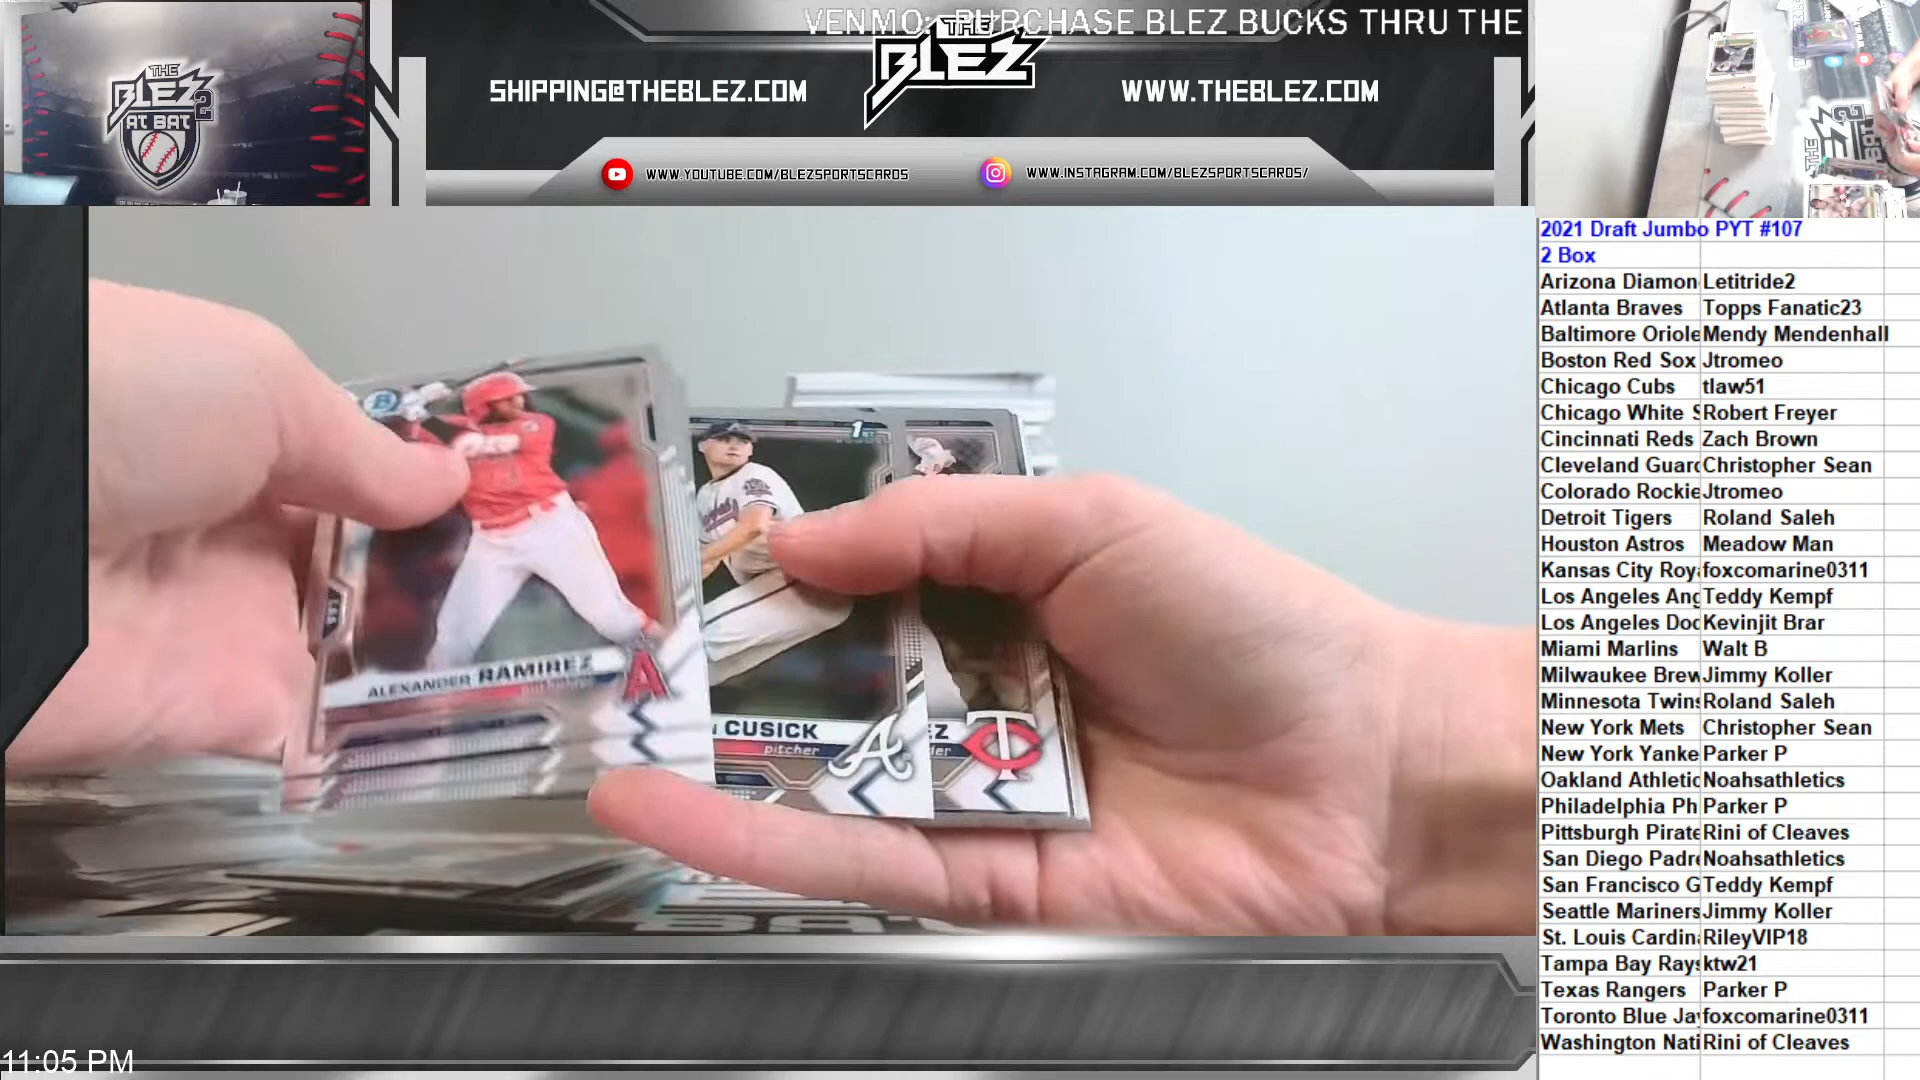 VENMO: PURCHASE BLEZ BUCKS THRU THE
THE
BLEZ
SHIPPING@THEBLEZ.COM
WWW.THEBLEZ.COM
WWW.YOUTUBE.COM/BLEZSPORTSCARDS
WWW.INSTAGRAM.COM/BLEZSPORTSCARDS/
THE
BLEZ 2
AT BAT
2021 Draft Jumbo PYT #107
2 Box
Arizona Diamon Letitride2
Atlanta Braves Topps Fanatic23
Baltimore Oriole Mendy Mendenhall
Boston Red Sox Jtromeo
Chicago Cubs tlaw51
Chicago White S Robert Freyer
Cincinnati Reds Zach Brown
Cleveland Guard Christopher Sean
Colorado Rockie Jtromeo
Detroit Tigers Roland Saleh
Houston Astros Meadow Man
Kansas City Roya foxcomarine0311
Los Angeles Ang Teddy Kempf
Los Angeles Doc Kevinjit Brar
Miami Marlins Walt B
Milwaukee Brew Jimmy Koller
Minnesota Twins Roland Saleh
New York Mets Christopher Sean
New York Yanke Parker P
Oakland Athletic Noahsathletics
Philadelphia Ph Parker P
Pittsburgh Pirate Rini of Cleaves
San Diego Padre Noahsathletics
San Francisco G Teddy Kempf
Seattle Mariners Jimmy Koller
St. Louis Cardina RileyVIP18
Tampa Bay Rays ktw21
Texas Rangers Parker P
Toronto Blue Jay foxcomarine0311
Washington Nati Rini of Cleaves
1ST
ALEXANDER RAMIREZ
CUSICK
pitcher
EZ
11:05 PM